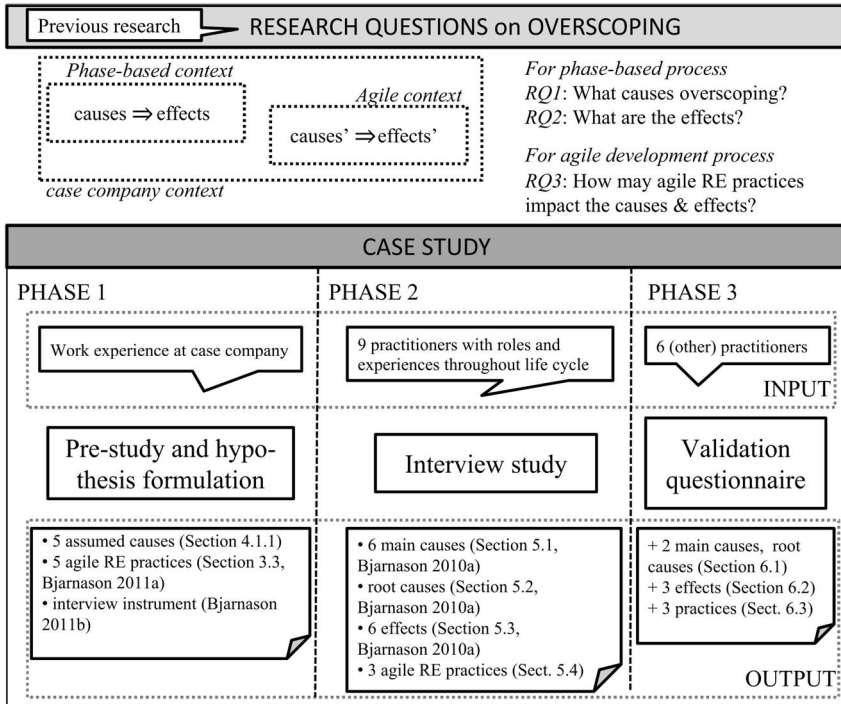 Previous research
RESEARCH QUESTIONS on OVERSCOPING
Phase-based context
causes ⇒ effects
Agile context
causes’ ⇒ effects’
case company context
For phase-based process
RQ1: What causes overscoping?
RQ2: What are the effects?
For agile development process
RQ3: How may agile RE practices
impact the causes & effects?
CASE STUDY
PHASE 1
Work experience at case company
Pre-study and hypo-
thesis formulation
• 5 assumed causes (Section 4.1.1)
• 5 agile RE practices (Section 3.3,
Bjarnason 2011a)
• interview instrument (Bjarnason
2011b)
PHASE 2
9 practitioners with roles and
experiences throughout life cycle
Interview study
• 6 main causes (Section 5.1,
Bjarnason 2010a)
• root causes (Section 5.2,
Bjarnason 2010a)
• 6 effects (Section 5.3,
Bjarnason 2010a)
• 3 agile RE practices (Sect. 5.4)
PHASE 3
6 (other) practitioners
INPUT
Validation
questionnaire
+ 2 main causes, root
causes (Section 6.1)
+ 3 effects (Section 6.2)
+ 3 practices (Sect. 6.3)
OUTPUT